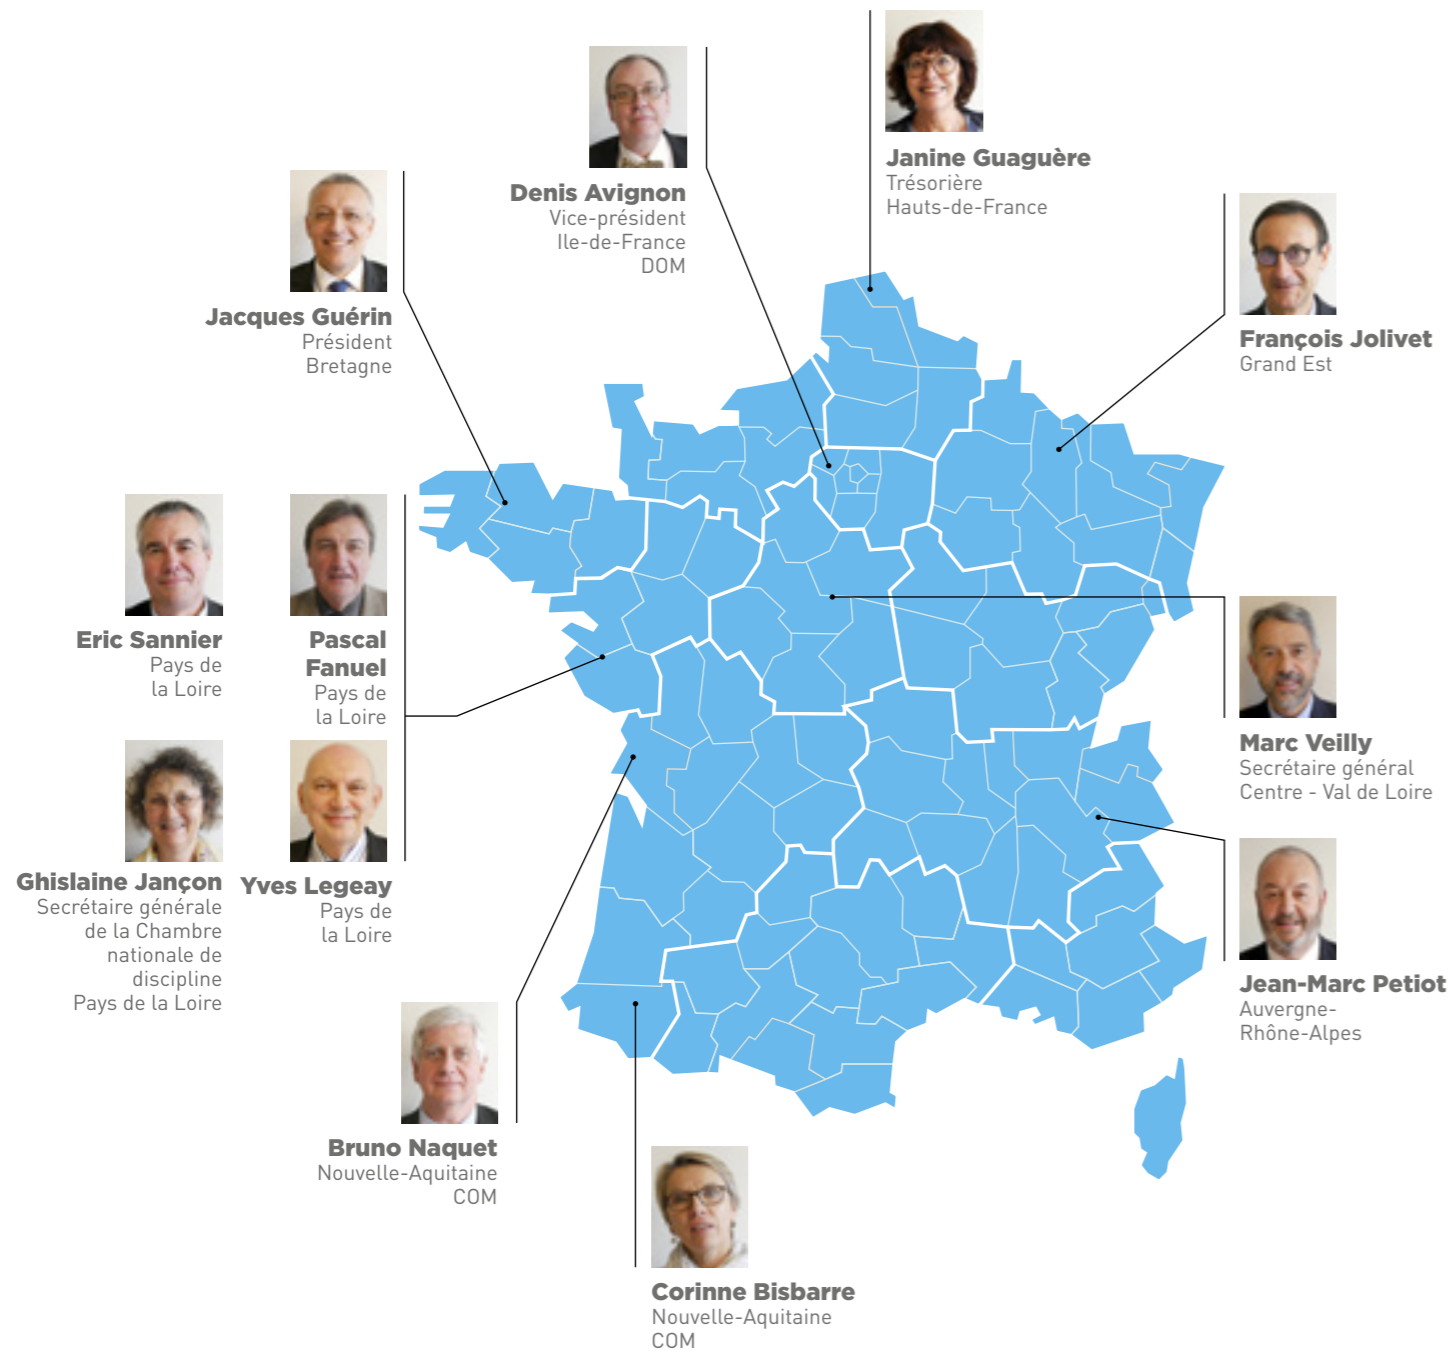 Janine Guaguère
Trésorière
Hauts-de-France
Denis Avignon
Vice-président
Ile-de-France
DOM
Jacques Guérin
Président
Bretagne
François Jolivet
Grand Est
Eric Sannier
Pays de
la Loire
Pascal
Fanuel
Pays de
la Loire
Marc Veilly
Secrétaire général
Centre - Val de Loire
Ghislaine Jançon
Secrétaire générale
de la Chambre
nationale de
discipline
Pays de la Loire
Yves Legeay
Pays de
la Loire
Jean-Marc Petiot
Auvergne-
Rhône-Alpes
Bruno Naquet
Nouvelle-Aquitaine
COM
Corinne Bisbarre
Nouvelle-Aquitaine
COM